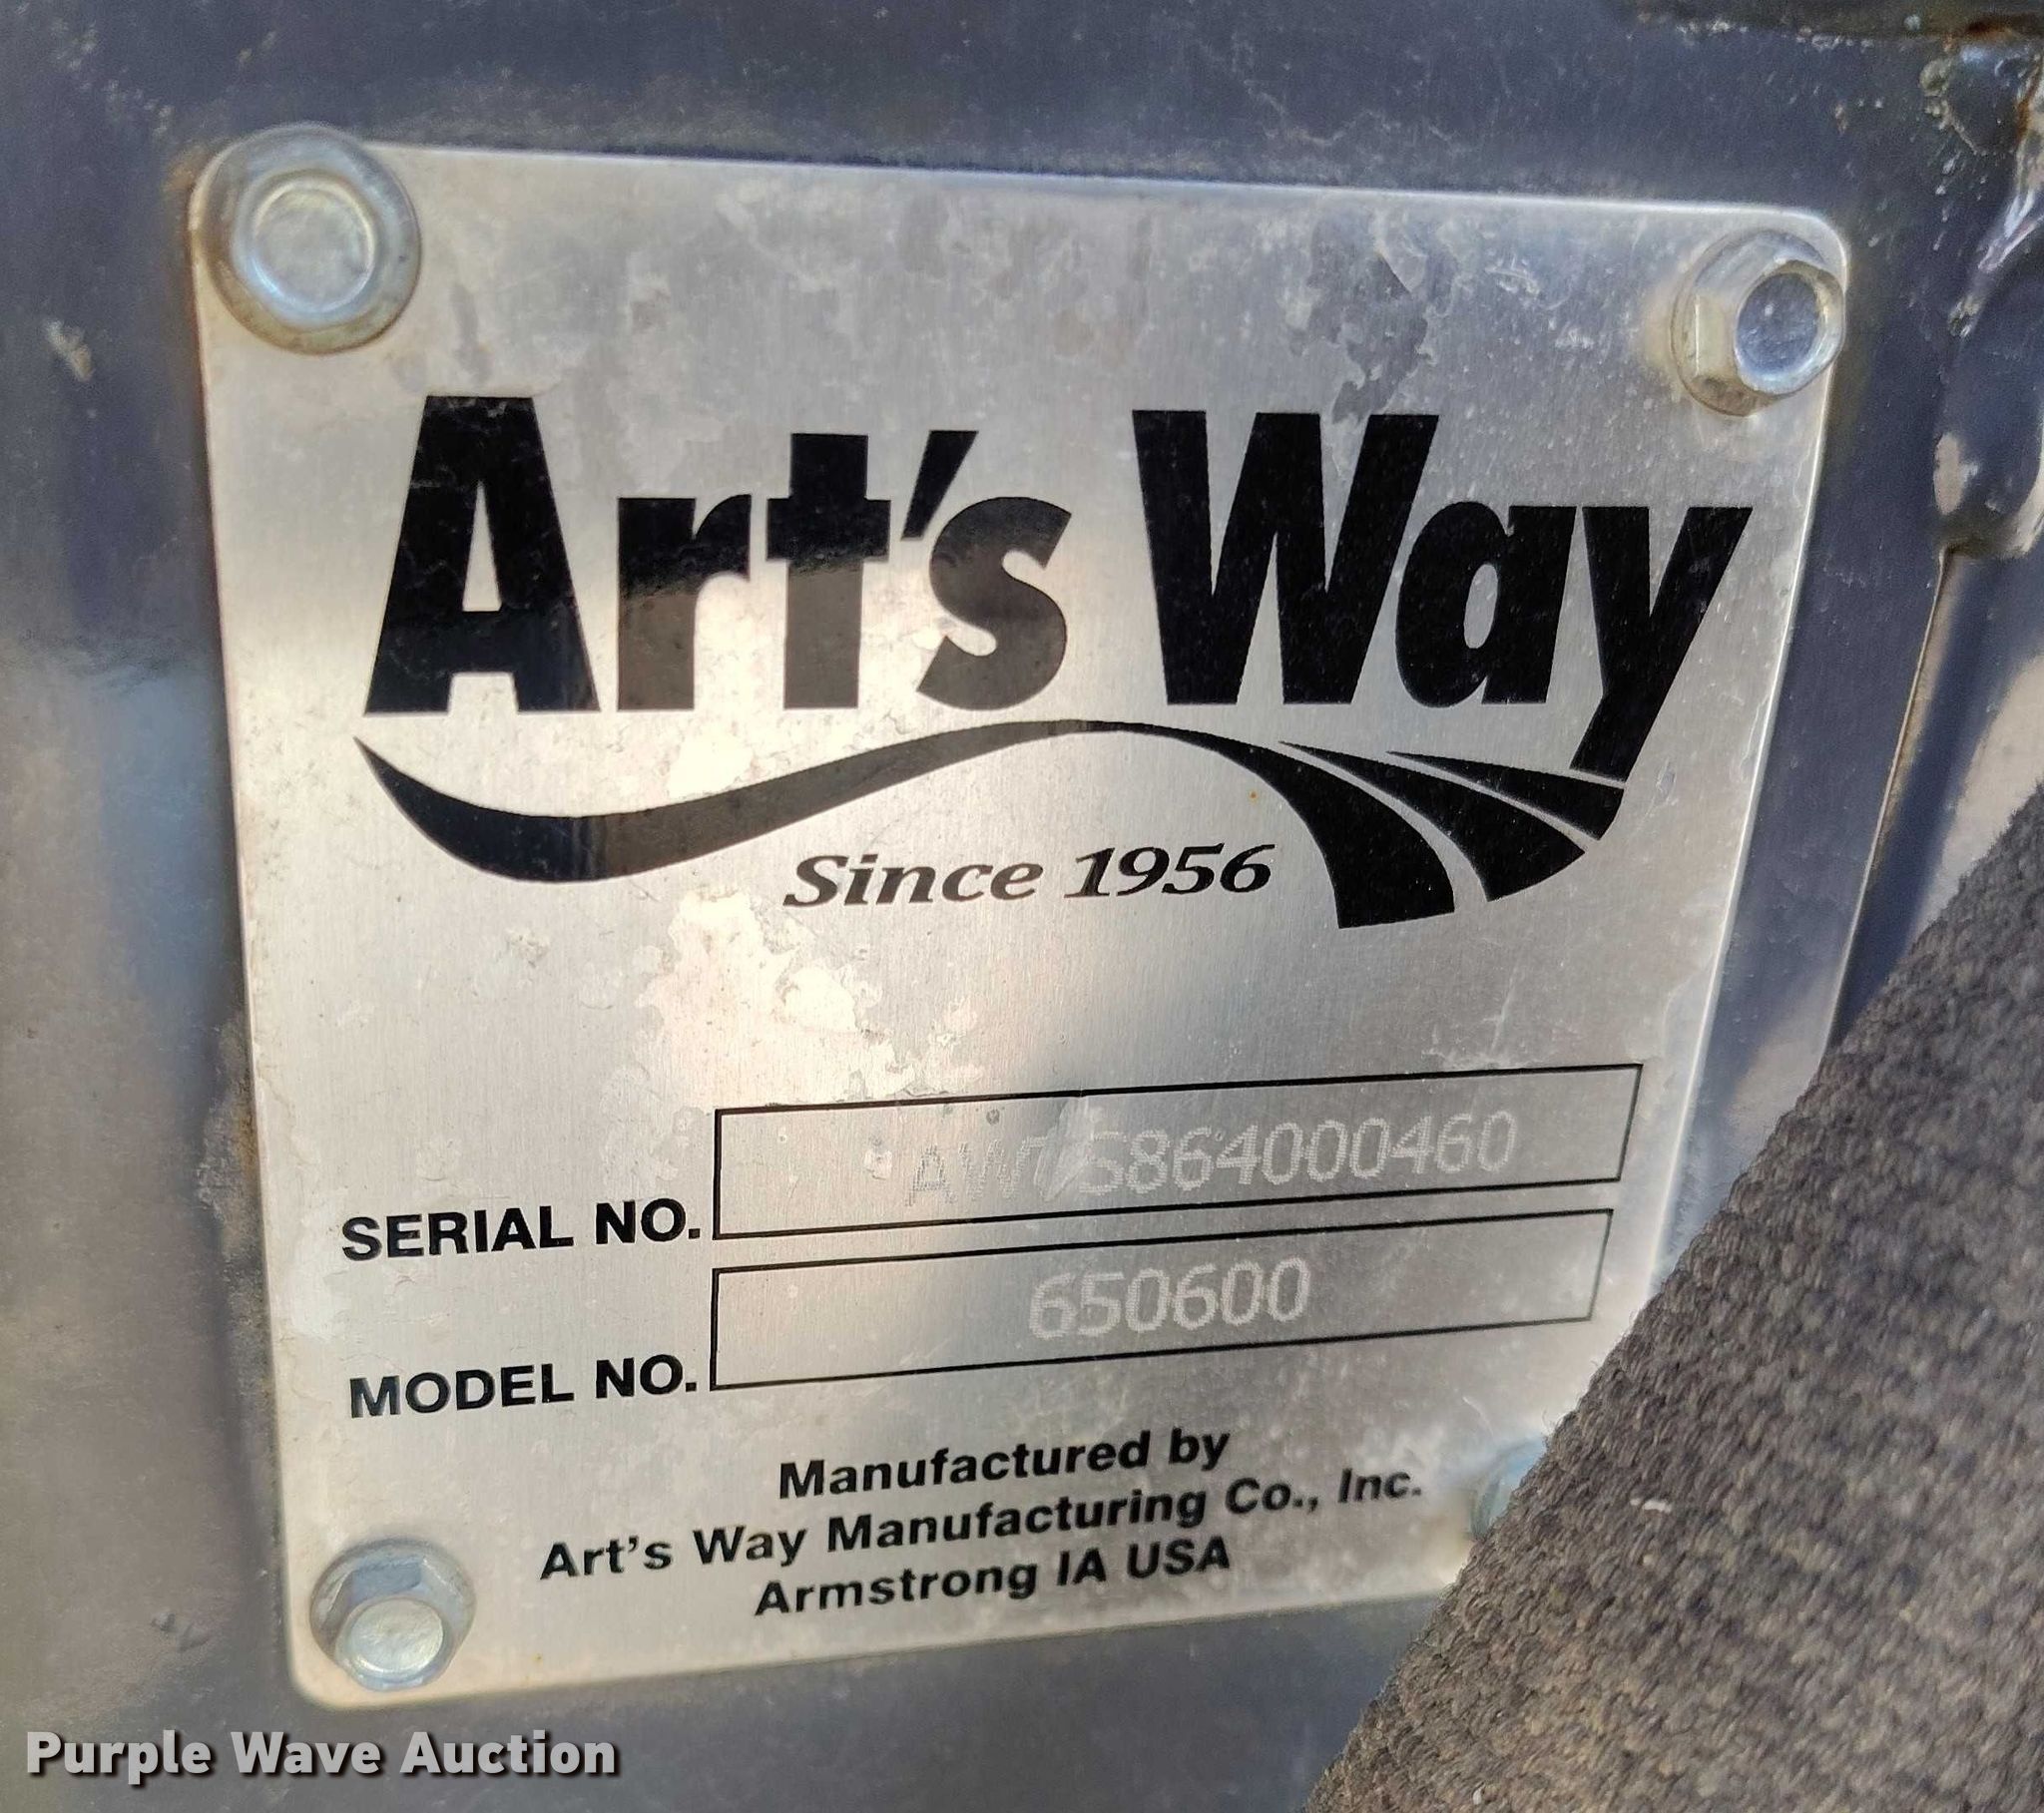 Art's Way
Since 1956
SERIAL NO.
MODEL NO. 650600
Manufactured by
Art's Way Manufacturing Co., Inc.
Armstrong IA USA
Purple Wave Auction